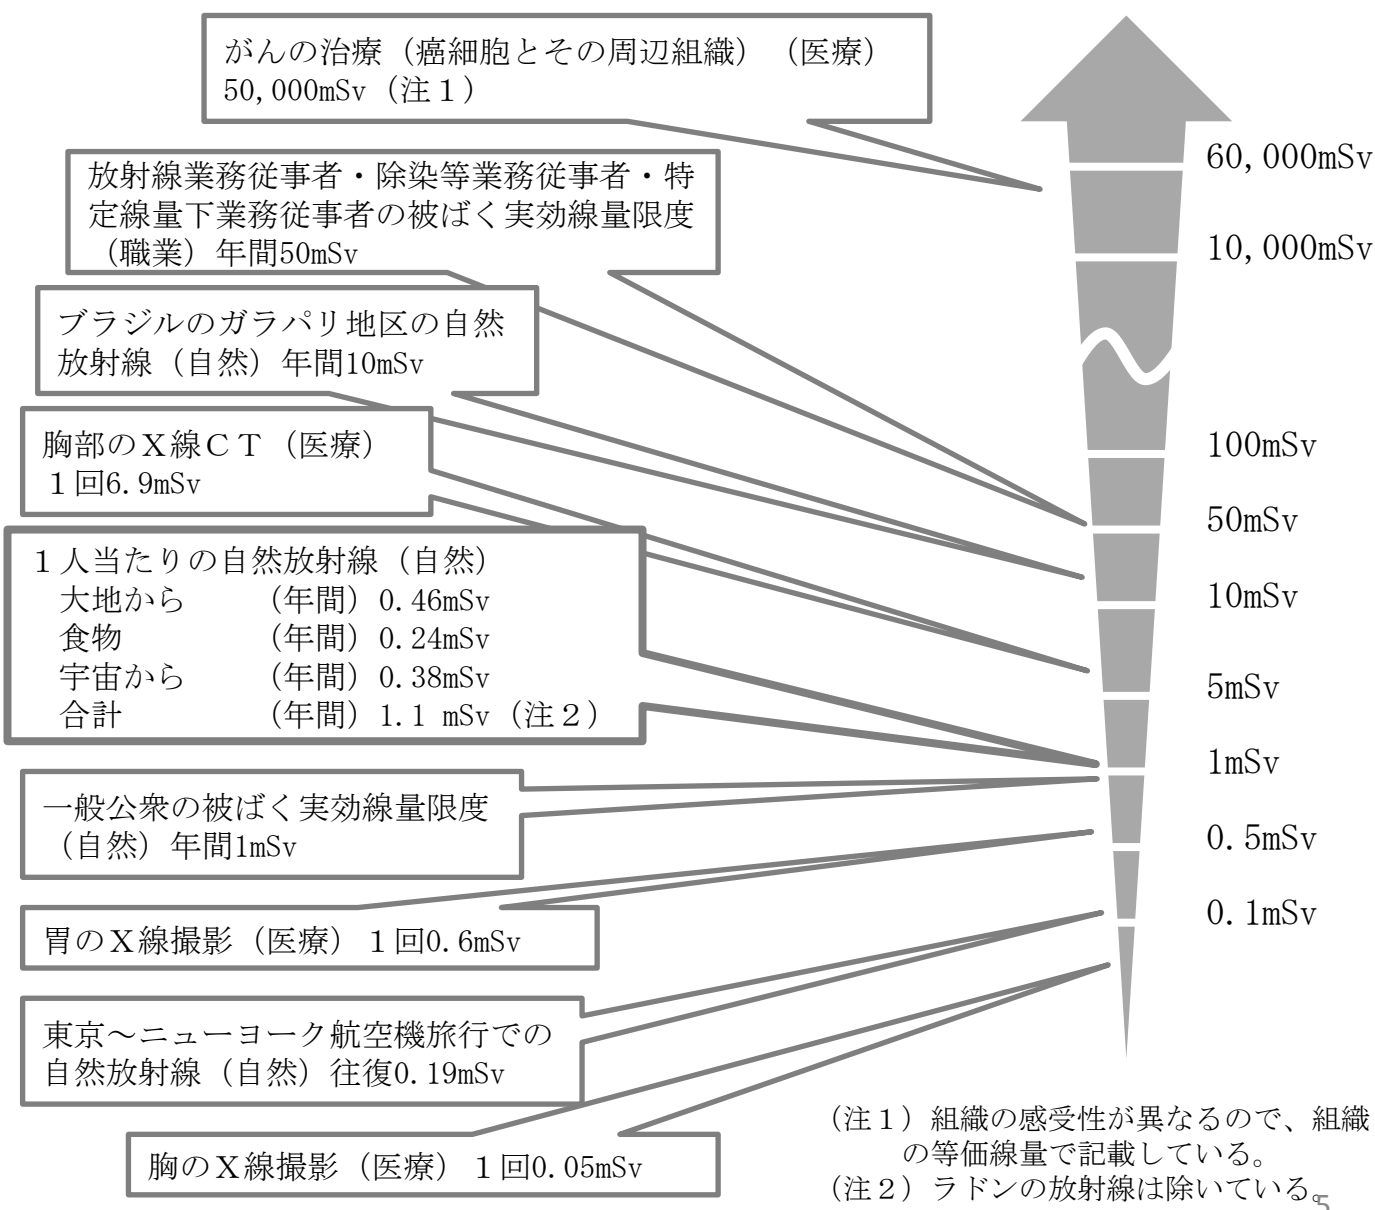 がんの治療（癌細胞とその周辺組織）（医療）
50,000mSv（注１）
放射線業務従事者・除染等業務従事者・特
定線量下業務従事者の被ばく実効線量限度
（職業）年間50mSv
ブラジルのガラパリ地区の自然
放射線（自然）年間10mSv
胸部のＸ線ＣＴ（医療）
１回6.9mSv
１人当たりの自然放射線（自然）
大地から （年間）0.46mSv
食物 （年間）0.24mSv
宇宙から （年間）0.38mSv
合計 （年間）1.1 mSv（注２）
一般公衆の被ばく実効線量限度
（自然）年間1mSv
胃のＸ線撮影（医療）１回0.6mSv
東京～ニューヨーク航空機旅行での
自然放射線（自然）往復0.19mSv
胸のＸ線撮影（医療）１回0.05mSv
60,000mSv
10,000mSv
100mSv
50mSv
10mSv
5mSv
1mSv
0.5mSv
0.1mSv
（注１）組織の感受性が異なるので、組織
の等価線量で記載している。
（注２）ラドンの放射線は除いている。
5